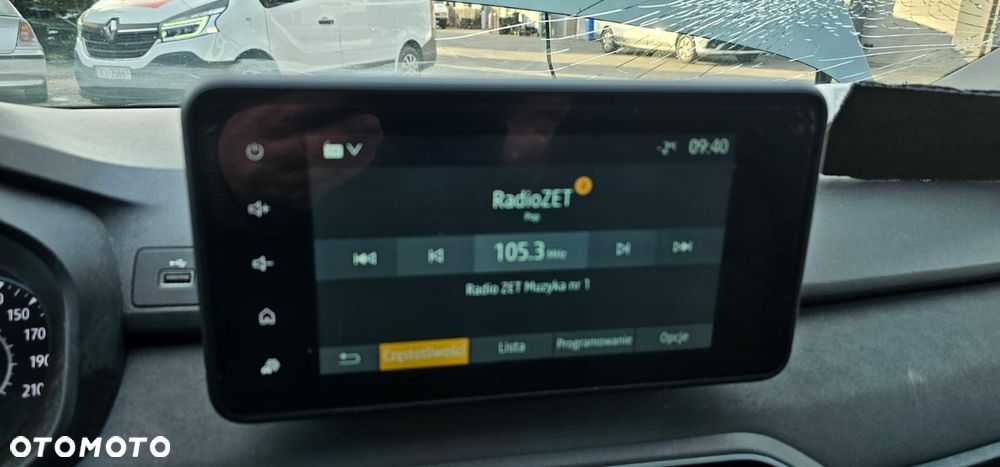 -2°C 09:40
RadioZET
Pop
105.3 MHz
Radio ZET Muzyka nr 1
Częstotliwości Lista Programowanie Opcje
150
170
190
210
OTOMOTO